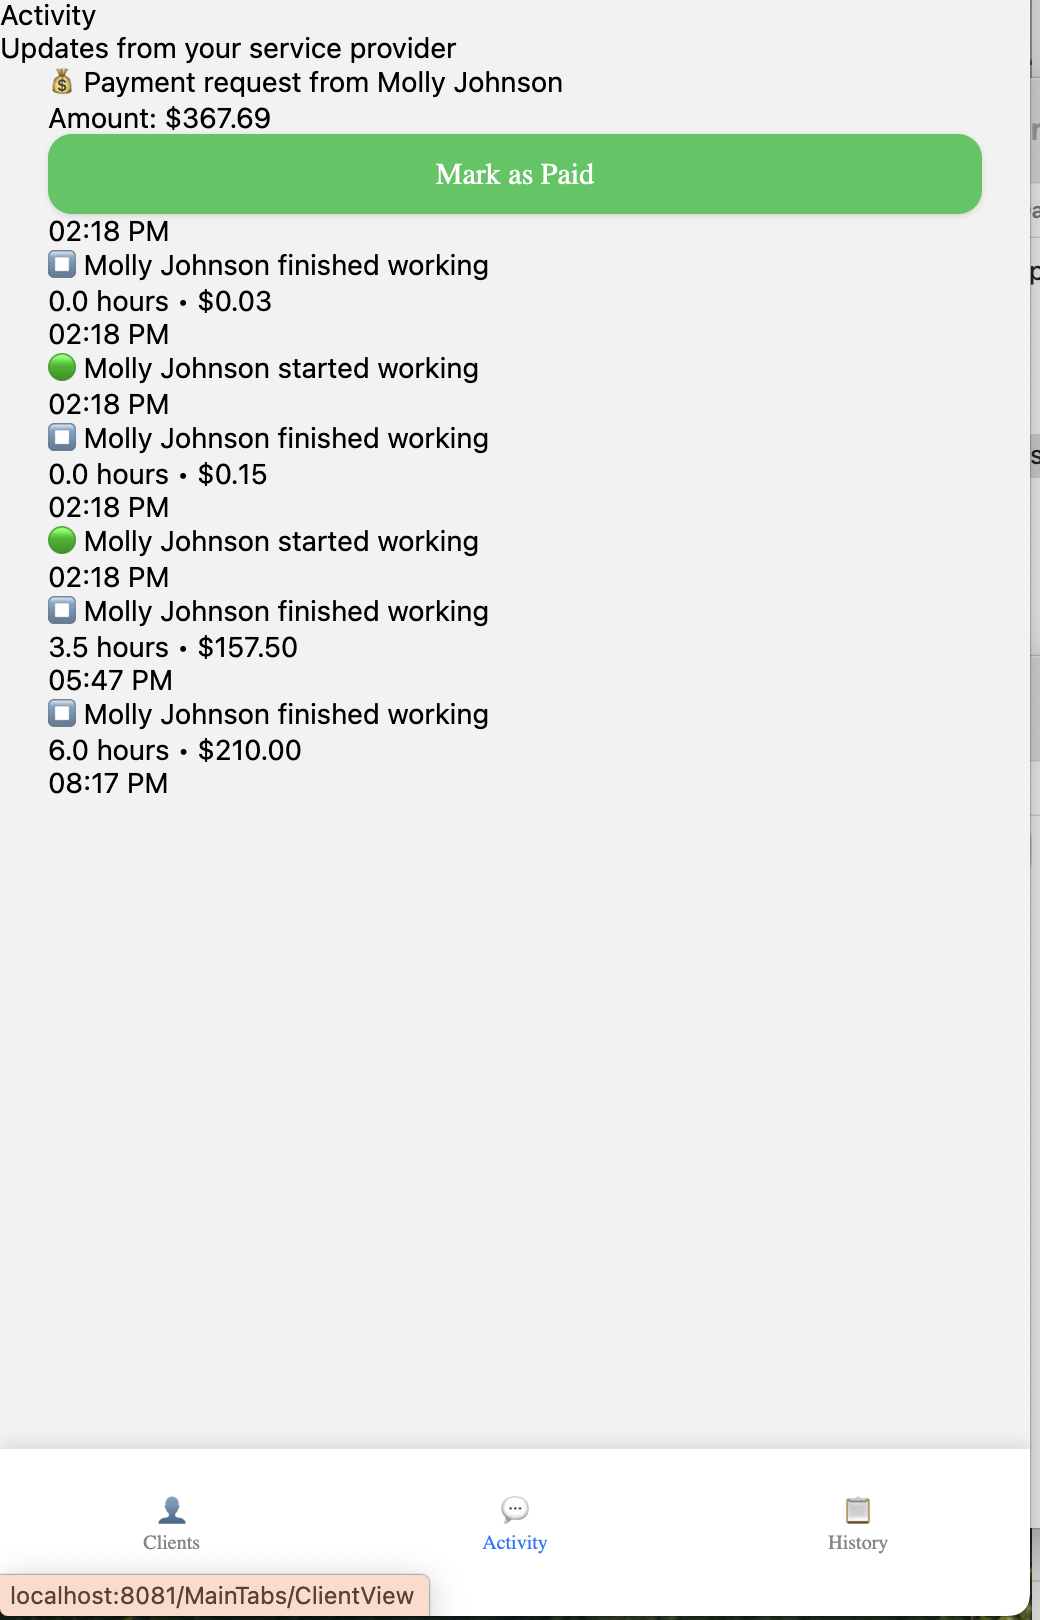 Activity
Updates from your service provider
💰 Payment request from Molly Johnson
Amount: $367.69
Mark as Paid
02:18 PM
⏹️ Molly Johnson finished working
0.0 hours • $0.03
02:18 PM
🟢 Molly Johnson started working
02:18 PM
⏹️ Molly Johnson finished working
0.0 hours • $0.15
02:18 PM
🟢 Molly Johnson started working
02:18 PM
⏹️ Molly Johnson finished working
3.5 hours • $157.50
05:47 PM
⏹️ Molly Johnson finished working
6.0 hours • $210.00
08:17 PM
Clients
Activity
History
localhost:8081/MainTabs/ClientView